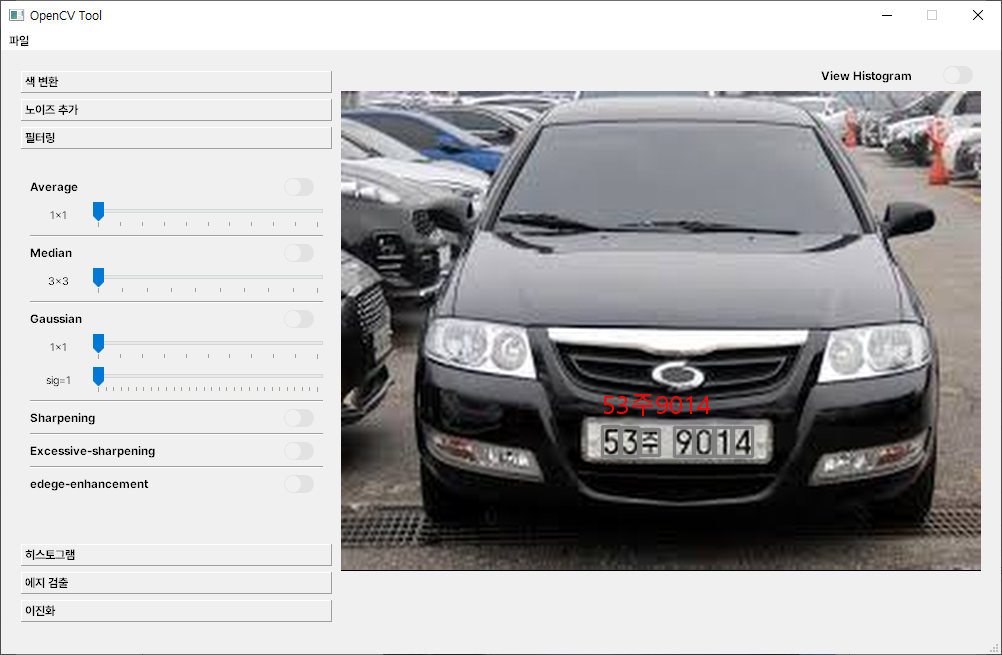 OpenCV Tool
파일
색 변환
노이즈 추가
필터링
Average
1×1
Median
3×3
Gaussian
1×1
sig=1
Sharpening
Excessive-sharpening
edege-enhancement
히스토그램
에지 검출
이진화
View Histogram
53주9014
53주 9014